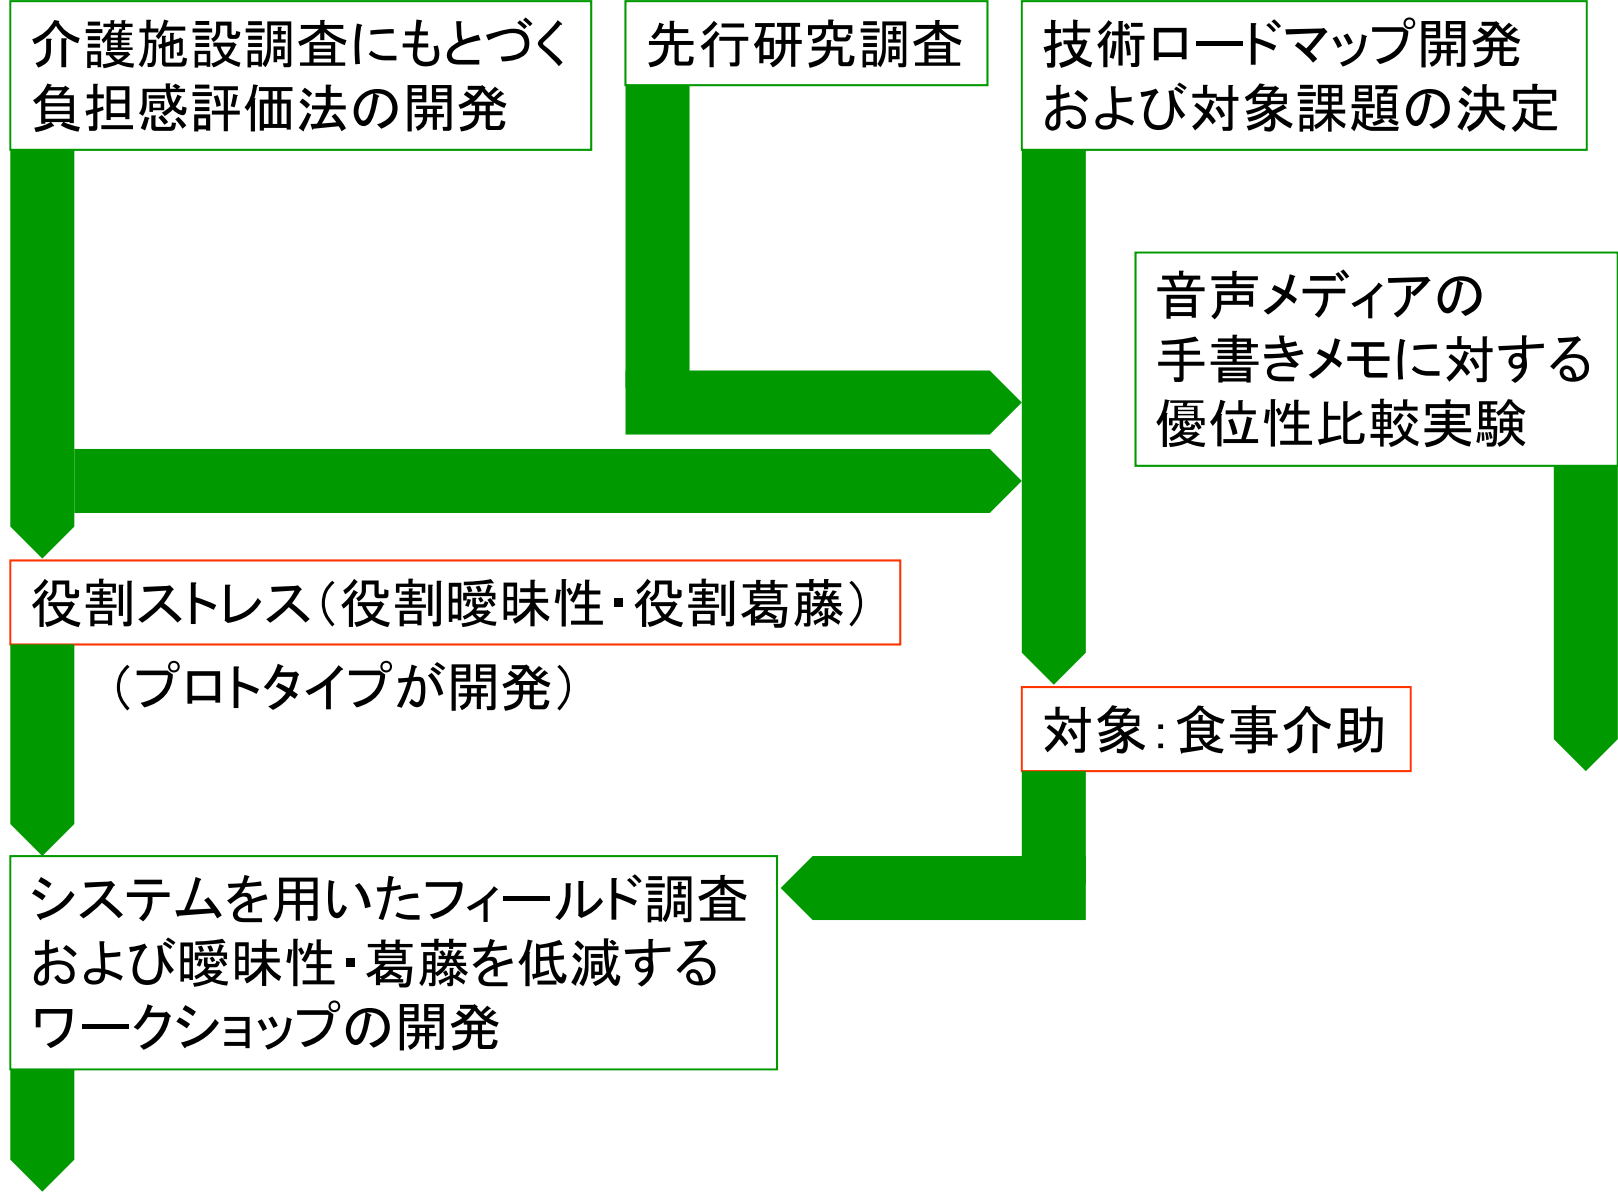 介護施設調査にもとづく
負担感評価法の開発
先行研究調査
技術ロードマップ開発
および対象課題の決定
音声メディアの
手書きメモに対する
優位性比較実験
役割ストレス（役割曖昧性・役割葛藤）
（プロトタイプが開発）
対象：食事介助
システムを用いたフィールド調査
および曖昧性・葛藤を低減する
ワークショップの開発